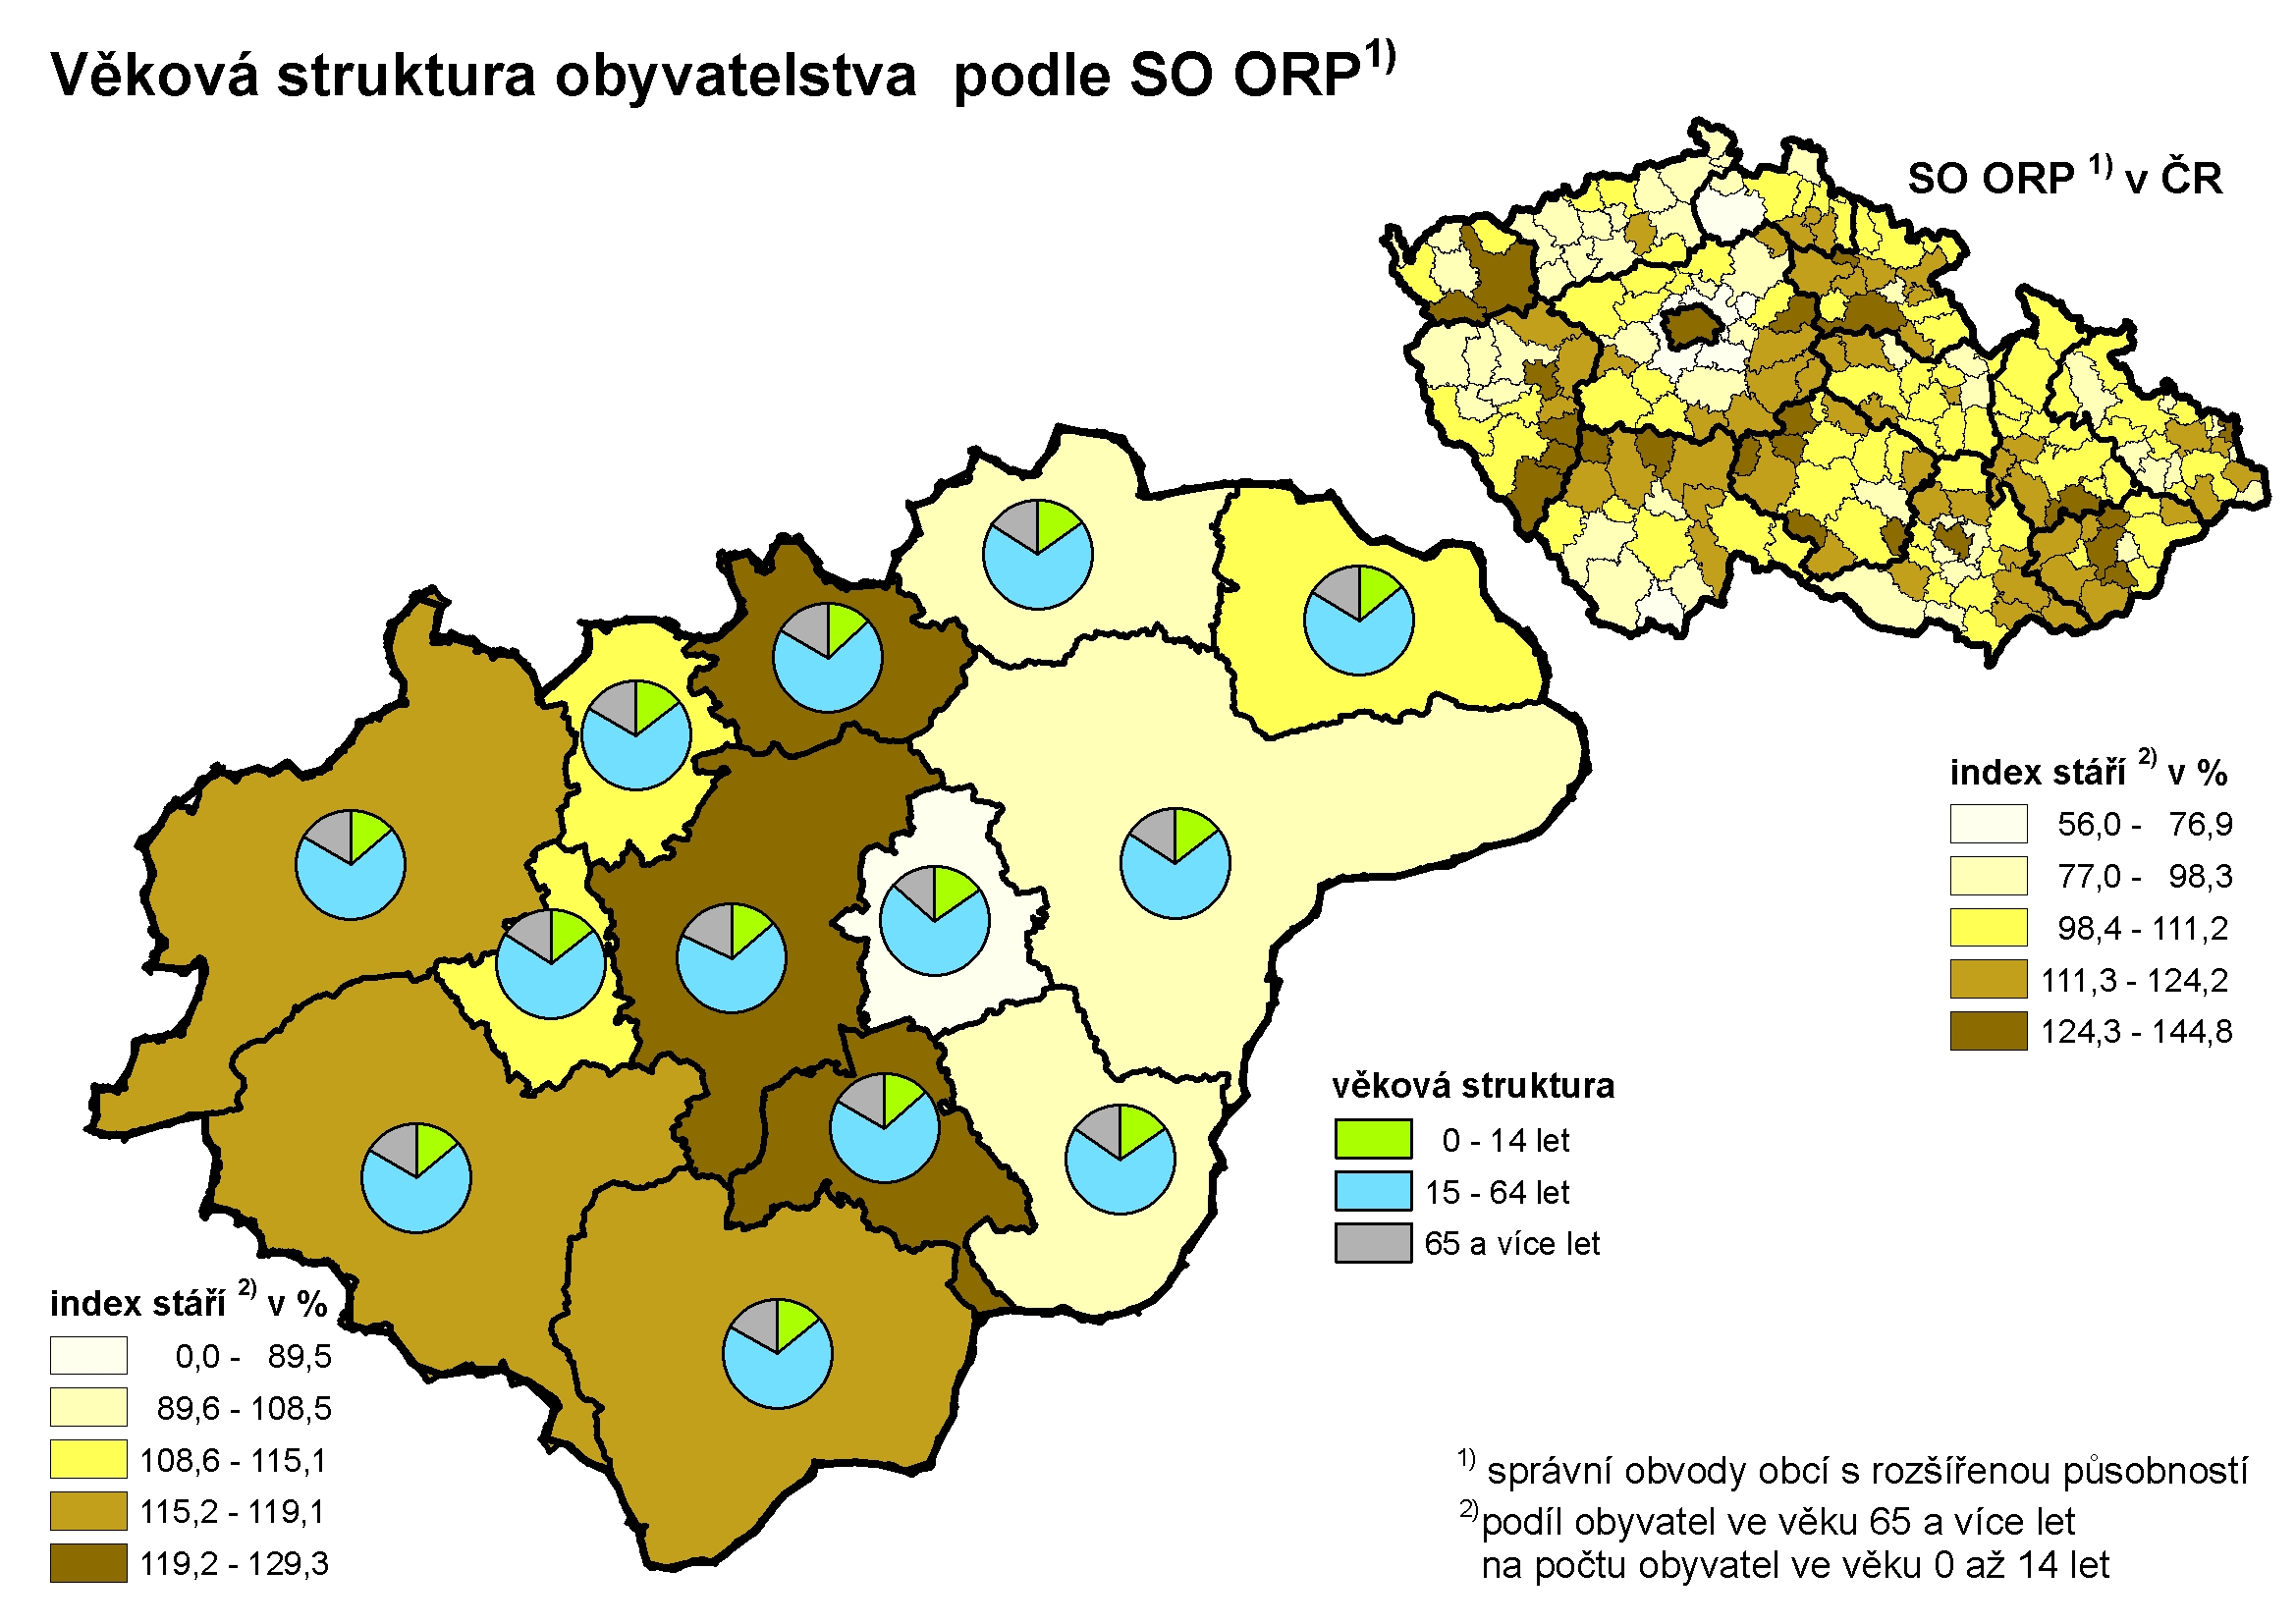 Věková struktura obyvatelstva podle SO ORP 1)
SO ORP 1) v ČR
index stáří 2) v %
56,0 - 76,9
77,0 - 98,3
98,4 - 111,2
111,3 - 124,2
124,3 - 144,8
věková struktura
0 - 14 let
15 - 64 let
65 a více let
index stáří 2) v %
0,0 - 89,5
89,6 - 108,5
108,6 - 115,1
115,2 - 119,1
119,2 - 129,3
1) správní obvody obcí s rozšířenou působností
2) podíl obyvatel ve věku 65 a více let
na počtu obyvatel ve věku 0 až 14 let